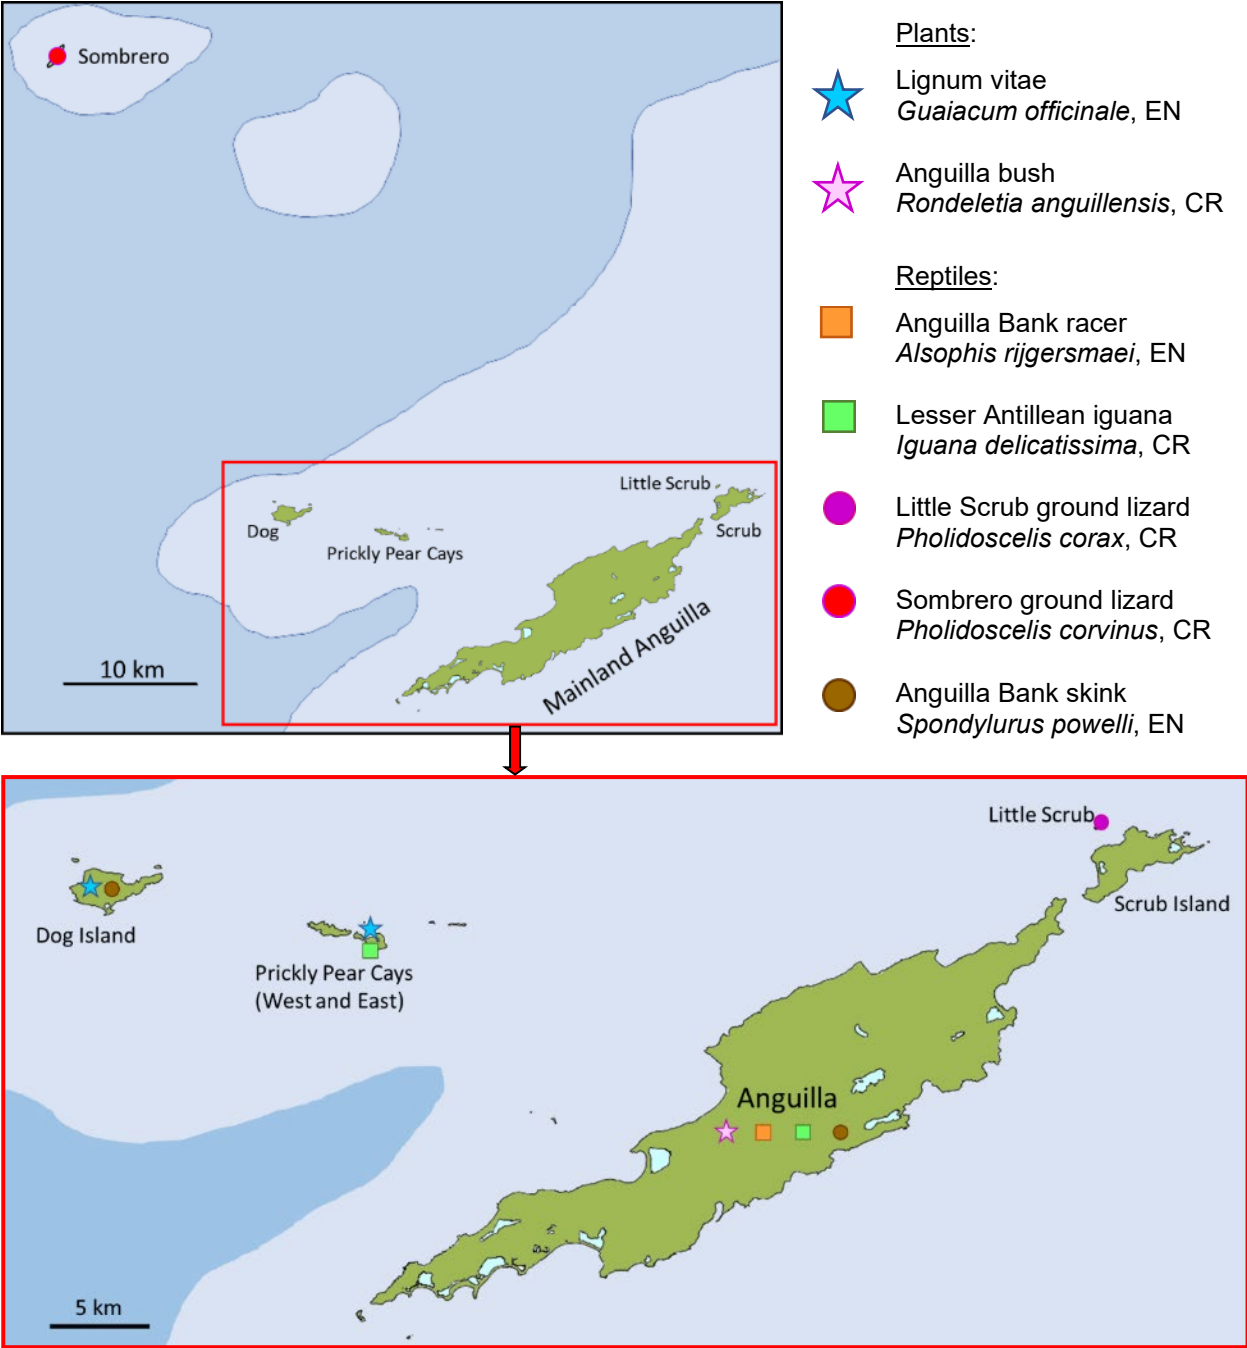 Sombrero
Little Scrub
Dog
Scrub
Prickly Pear Cays
10 km
Mainland Anguilla
Plants:
Lignum vitae
Guaiacum officinale, EN
Anguilla bush
Rondeletia anguillensis, CR
Reptiles:
Anguilla Bank racer
Alsophis rijgersmaei, EN
Lesser Antillean iguana
Iguana delicatissima, CR
Little Scrub ground lizard
Pholidoscelis corax, CR
Sombrero ground lizard
Pholidoscelis corvinus, CR
Anguilla Bank skink
Spondylurus powelli, EN
Little Scrub
Scrub Island
Dog Island
Prickly Pear Cays
(West and East)
Anguilla
5 km